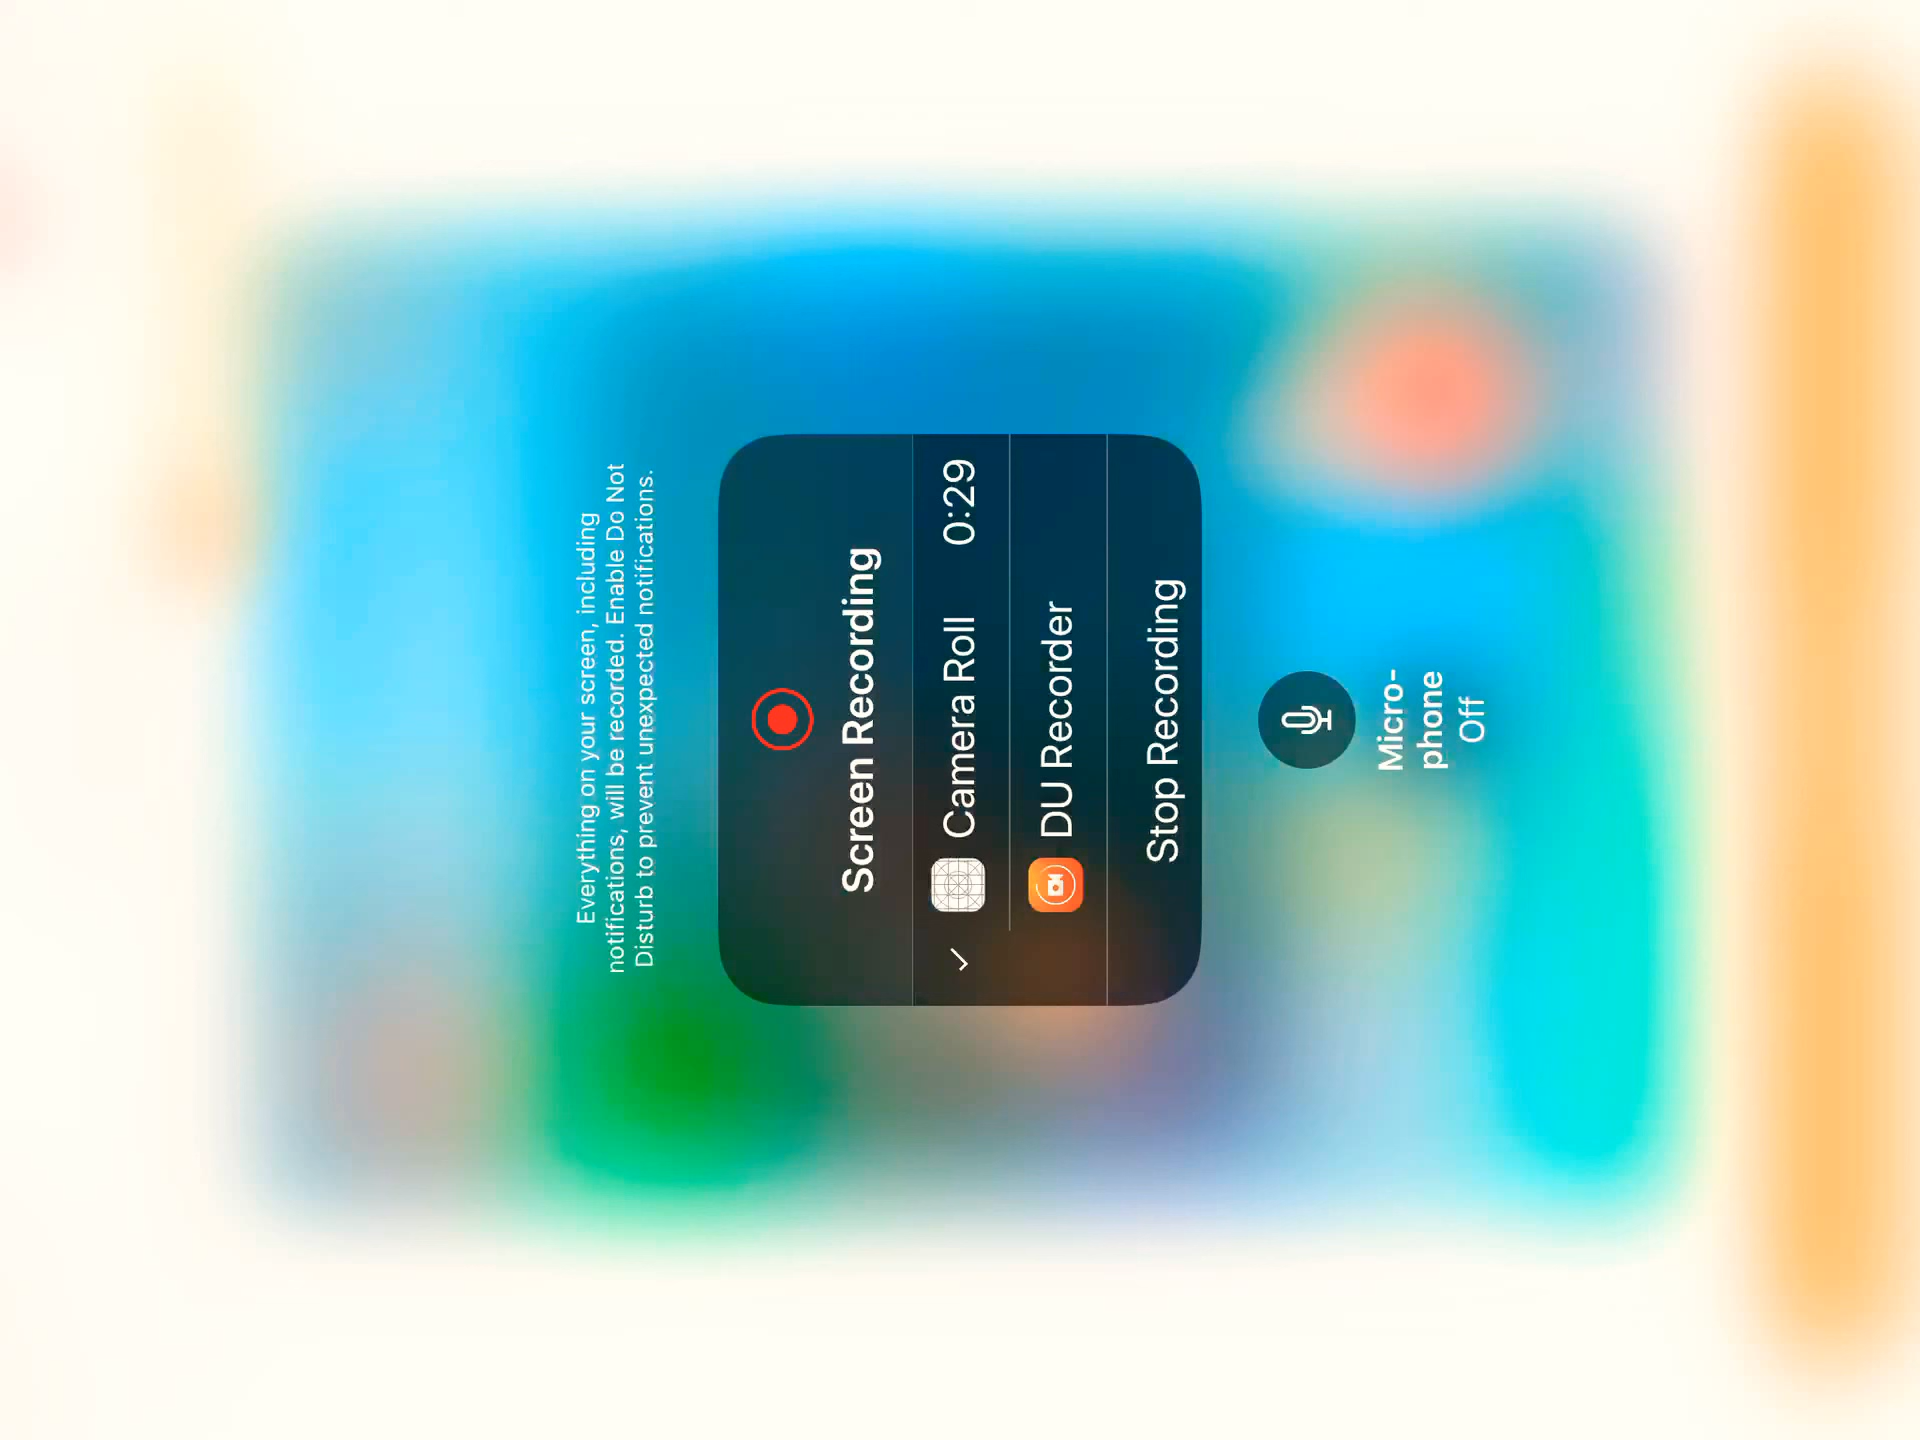 Everything on your screen, including
notifications, will be recorded. Enable Do Not
Disturb to prevent unexpected notifications.
Screen Recording
Camera Roll 0:29
DU Recorder
Stop Recording
Micro-
phone
Off